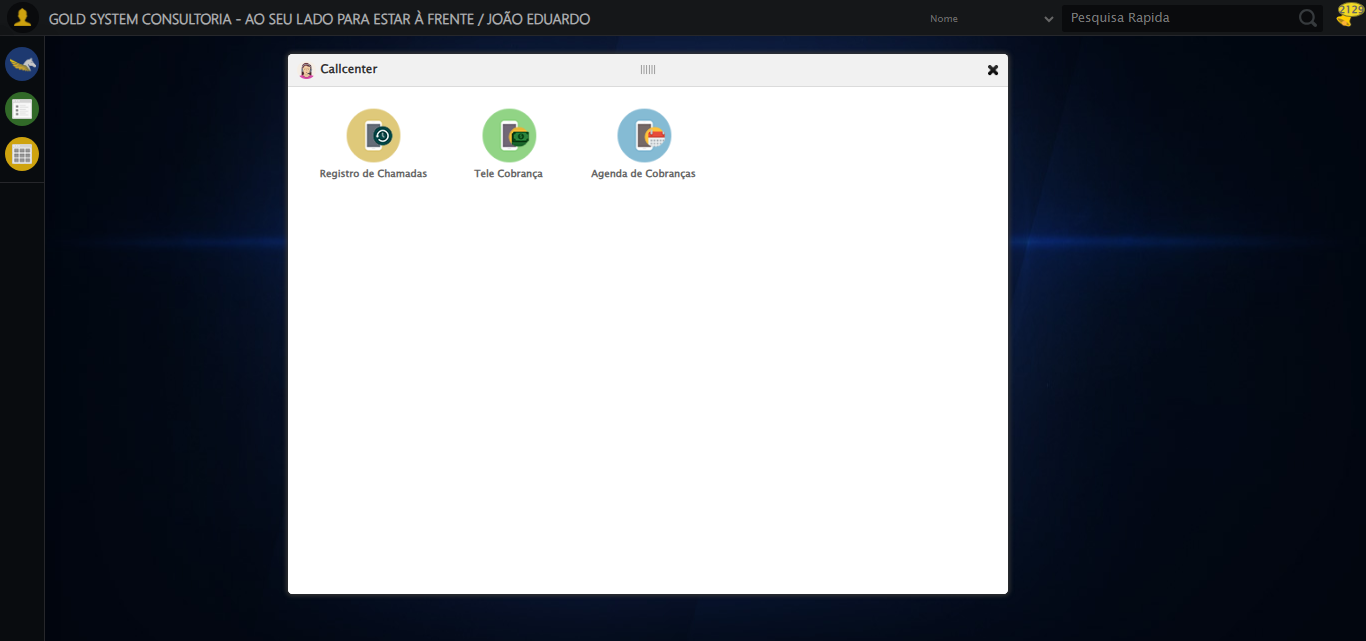 GOLD SYSTEM CONSULTORIA - AO SEU LADO PARA ESTAR À FRENTE / JOÃO EDUARDO
Nome
Pesquisa Rapida
2129
Callcenter
Registro de Chamadas
Tele Cobrança
Agenda de Cobranças